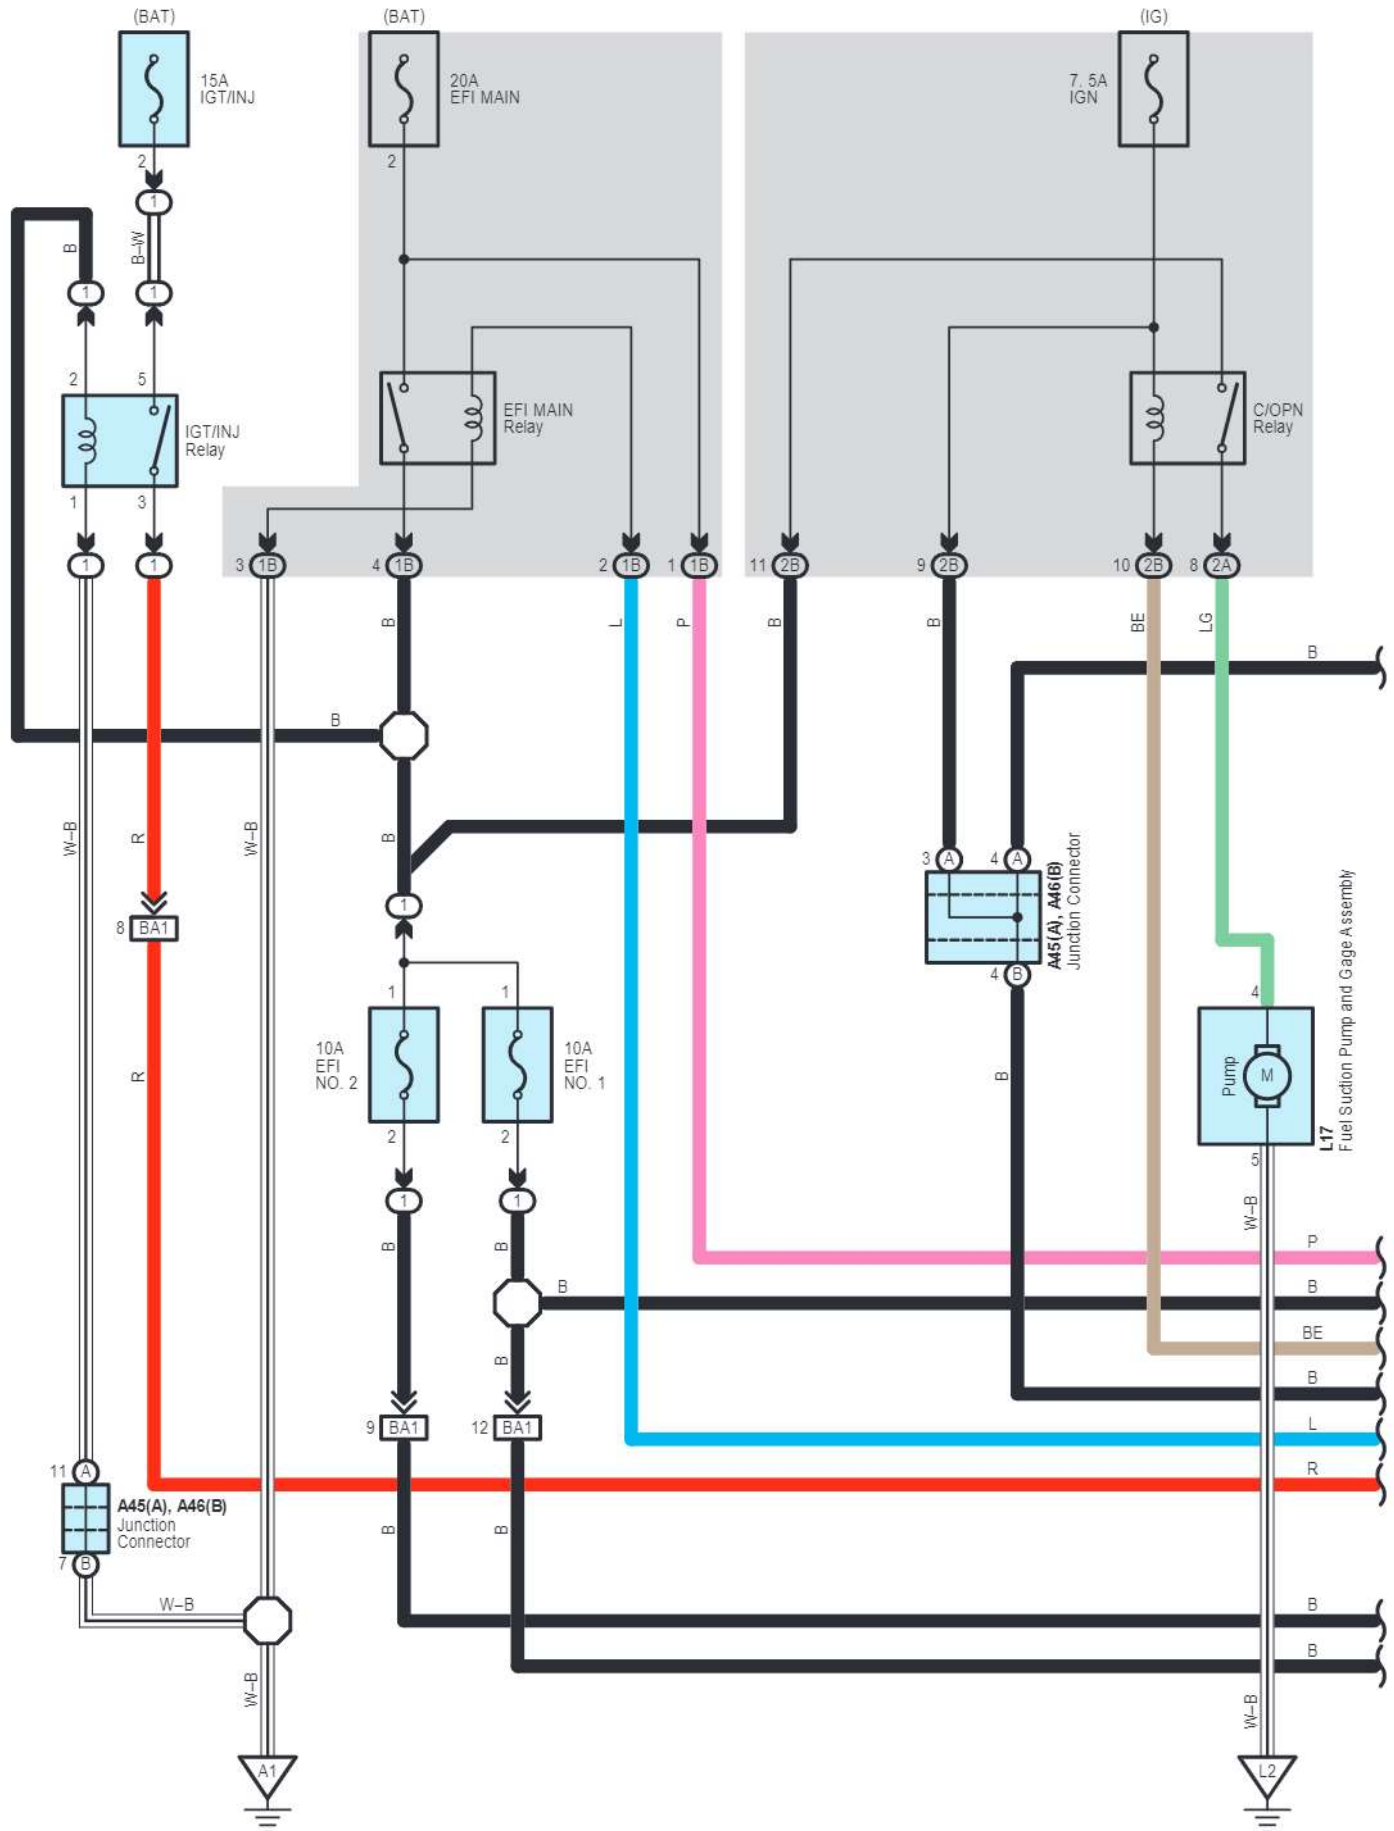 (BAT)
(BAT)
(IG)
15A
IGT/INJ
20A
EFI MAIN
7. 5A
IGN
2
2
1
B
B–W
1
1
2
5
IGT/INJ
Relay
EFI MAIN
Relay
C/OPN
Relay
1
3
1
1
3
1B
4
1B
2
1B
1
1B
11
2B
9
2B
10
2B
8
2A
B
L
P
B
B
BE
LG
B
B
W–B
R
W–B
B
3
A
4
A
A45(A), A46(B)
Junction Connector
1
8
BA1
4
B
1
1
4
10A
EFI
NO. 2
10A
EFI
NO. 1
R
B
Pump
M
L17
Fuel Suction Pump and Gage Assembly
2
2
5
1
1
W–B
B
B
P
B
B
BE
B
B
9
BA1
12
BA1
L
11
A
R
A45(A), A46(B)
Junction
Connector
B
B
7
B
W–B
B
B
W–B
W–B
A1
L2